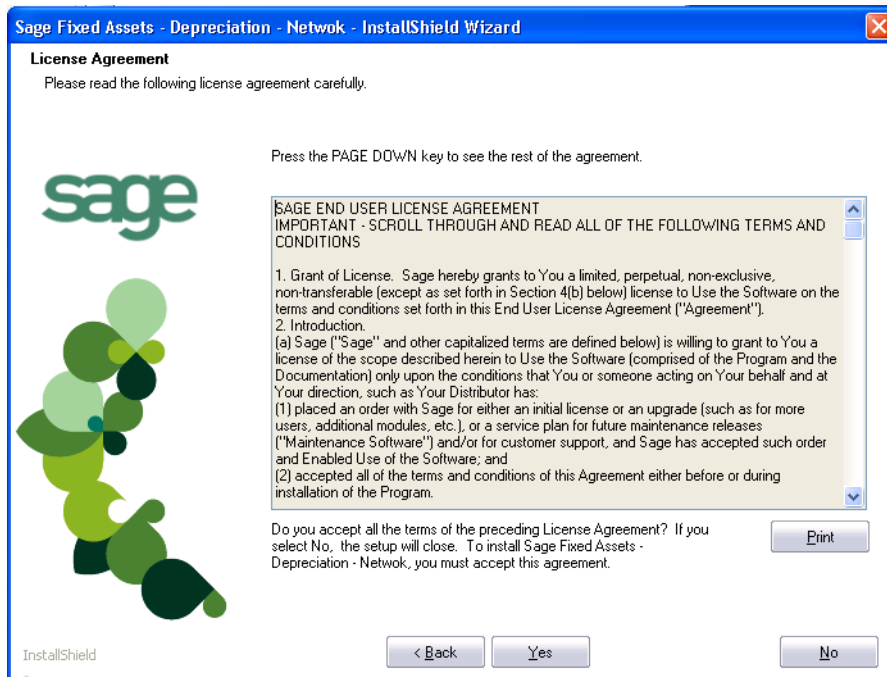 Sage Fixed Assets - Depreciation - Netwok - InstallShield Wizard
License Agreement
Please read the following license agreement carefully.
Press the PAGE DOWN key to see the rest of the agreement.
sage
SAGE END USER LICENSE AGREEMENT
IMPORTANT - SCROLL THROUGH AND READ ALL OF THE FOLLOWING TERMS AND
CONDITIONS
1. Grant of License. Sage hereby grants to You a limited, perpetual, non-exclusive,
non-transferable (except as set forth in Section 4(b) below) license to Use the Software on the
terms and conditions set forth in this End User License Agreement ("Agreement").
2. Introduction.
(a) Sage ("Sage" and other capitalized terms are defined below) is willing to grant to You a
license of the scope described herein to Use the Software (comprised of the Program and the
Documentation) only upon the conditions that You or someone acting on Your behalf and at
Your direction, such as Your Distributor has:
(1) placed an order with Sage for either an initial license or an upgrade (such as for more
users, additional modules, etc.), or a service plan for future maintenance releases
("Maintenance Software") and/or for customer support, and Sage has accepted such order
and Enabled Use of the Software; and
(2) accepted all of the terms and conditions of this Agreement either before or during
installation of the Program.
Do you accept all the terms of the preceding License Agreement? If you
select No, the setup will close. To install Sage Fixed Assets -
Depreciation - Netwok, you must accept this agreement.
Print
InstallShield
< Back
Yes
No